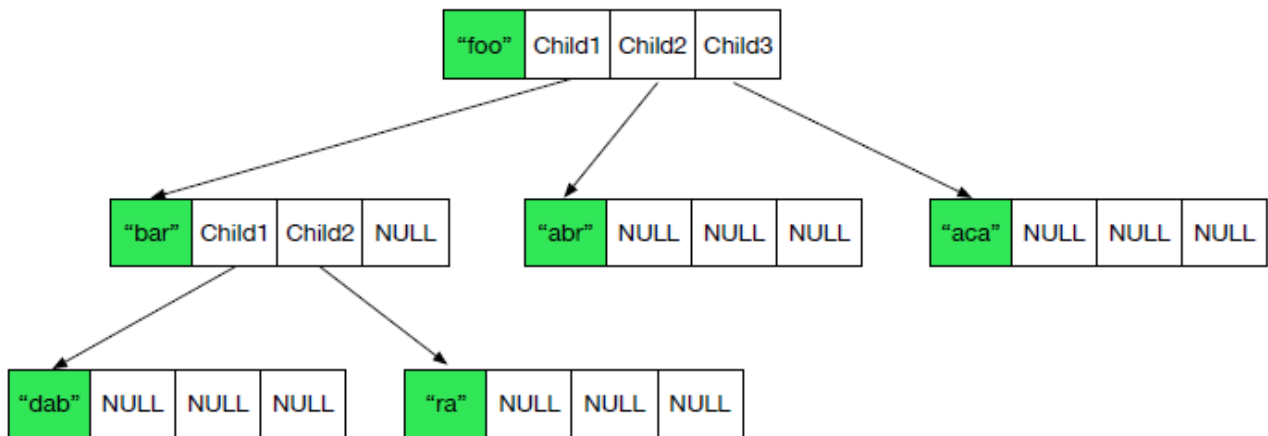 “foo” Child1 Child2 Child3
“bar” Child1 Child2 NULL “abr” NULL NULL NULL “aca” NULL NULL NULL
“dab” NULL NULL NULL “ra” NULL NULL NULL